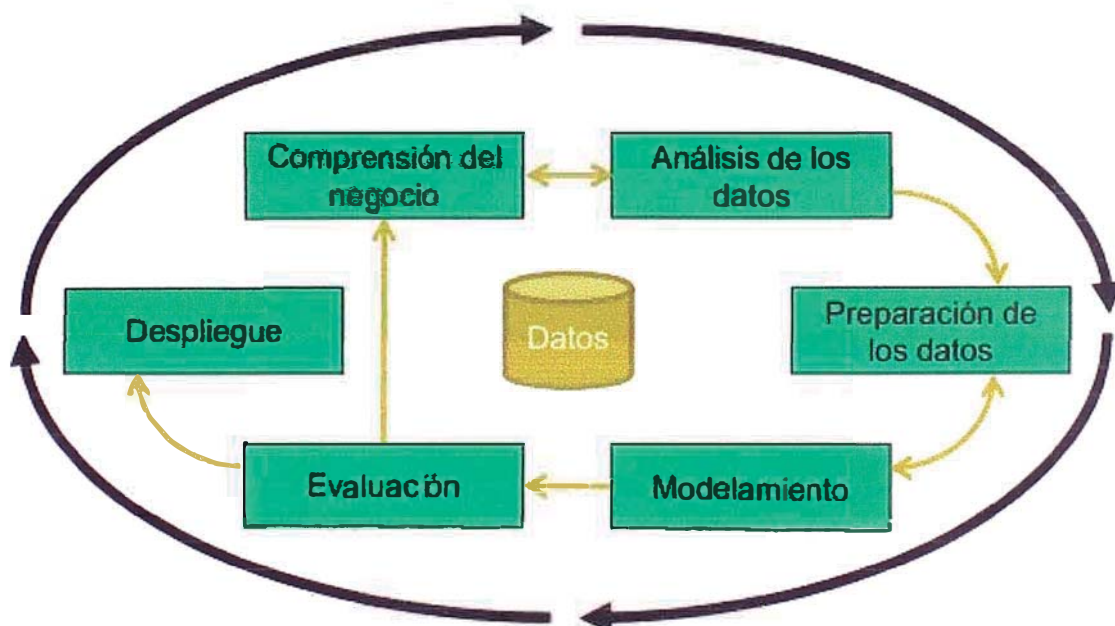 Comprensión del
negocio
Análisis de los
datos
Despliegue
Datos
Preparación de
los datos
Evaluación
Modelamiento